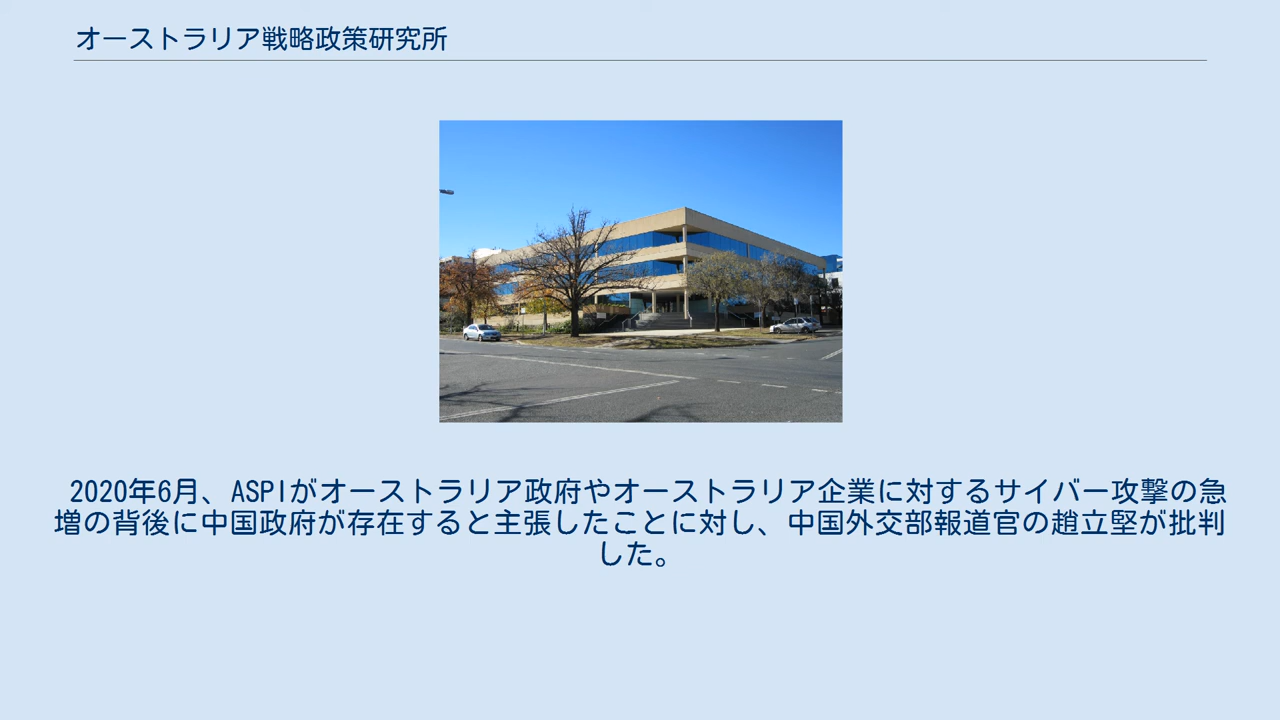 オーストラリア戦略政策研究所
2020年6月、ASPIがオーストラリア政府やオーストラリア企業に対するサイバー攻撃の急
増の背後に中国政府が存在すると主張したことに対し、中国外交部報道官の趙立堅が批判
した。